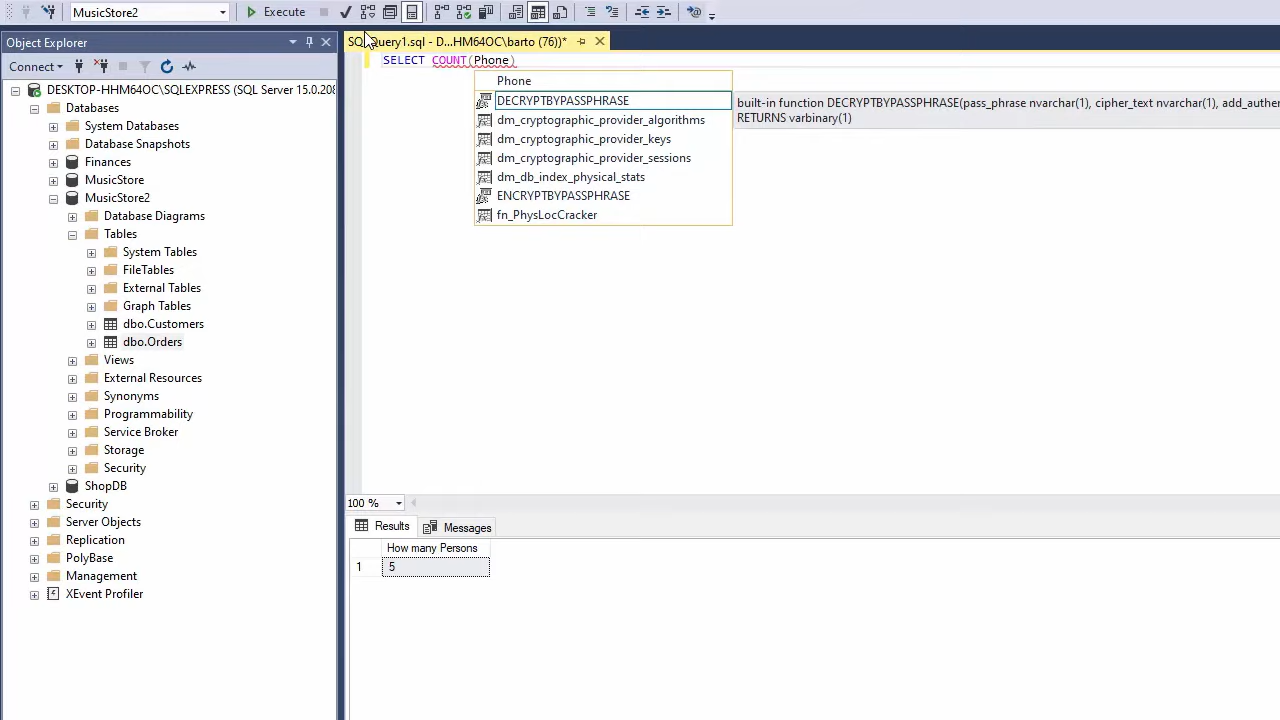 MusicStore2
Execute
Object Explorer
SQLQuery1.sql - D...HM64OC\barto (76))*
Connect
DESKTOP-HHM64OC\SQLEXPRESS (SQL Server 15.0.208
Databases
System Databases
Database Snapshots
Finances
MusicStore
MusicStore2
Database Diagrams
Tables
System Tables
FileTables
External Tables
Graph Tables
dbo.Customers
dbo.Orders
Views
External Resources
Synonyms
Programmability
Service Broker
Storage
Security
ShopDB
Security
Server Objects
Replication
PolyBase
Management
XEvent Profiler
SELECT COUNT(Phone)
Phone
DECRYPTBYPASSPHRASE
dm_cryptographic_provider_algorithms
dm_cryptographic_provider_keys
dm_cryptographic_provider_sessions
dm_db_index_physical_stats
ENCRYPTBYPASSPHRASE
fn_PhysLocCracker
built-in function DECRYPTBYPASSPHRASE(pass_phrase nvarchar(1), cipher_text nvarchar(1), add_authe
RETURNS varbinary(1)
100 %
Results
Messages
How many Persons
1 5